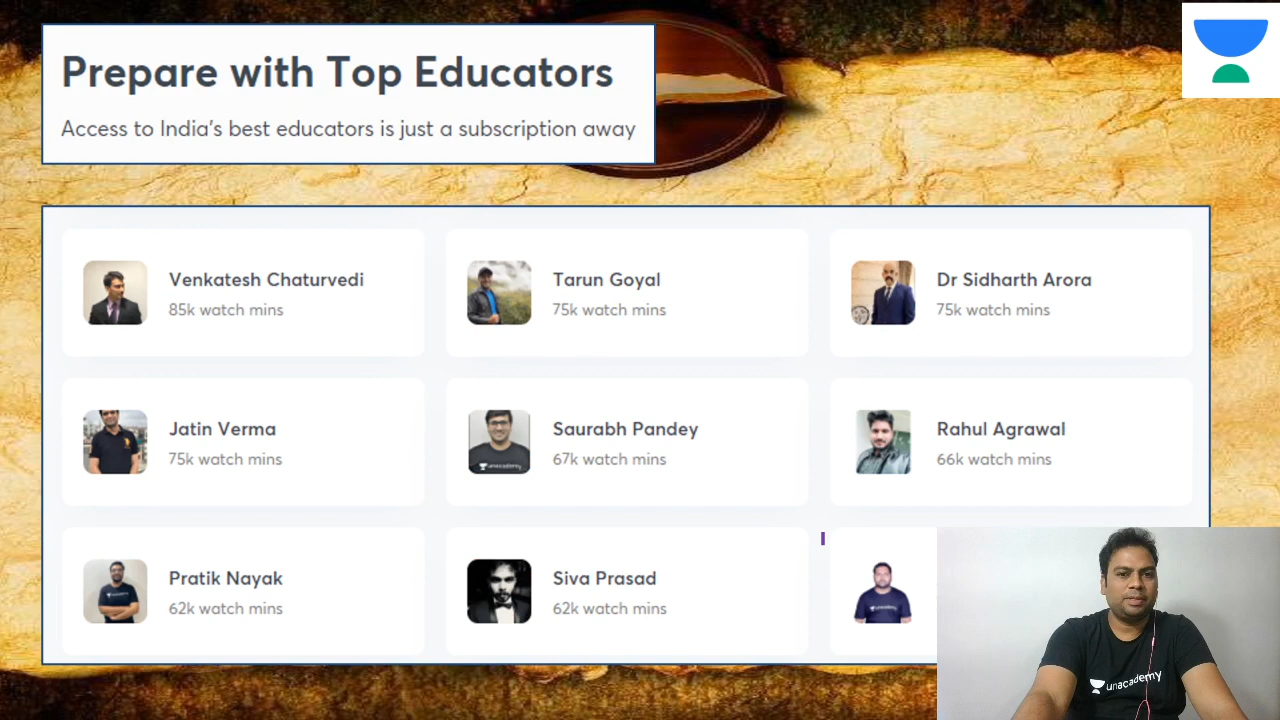 Prepare with Top Educators
Access to India's best educators is just a subscription away
Venkatesh Chaturvedi
85k watch mins
Tarun Goyal
75k watch mins
Dr Sidharth Arora
75k watch mins
Jatin Verma
75k watch mins
Saurabh Pandey
67k watch mins
Rahul Agrawal
66k watch mins
Pratik Nayak
62k watch mins
Siva Prasad
62k watch mins
unacademy
unacademy
unacademy